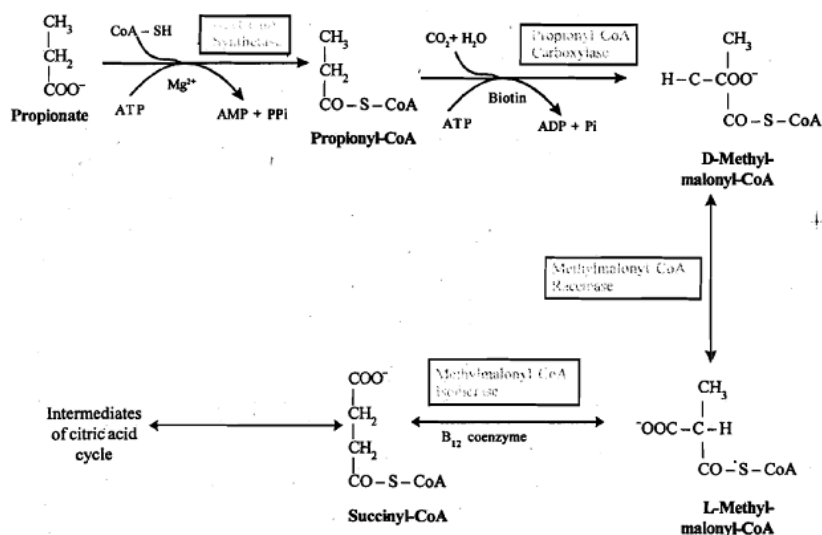 CH₃
CH₂
COO⁻
Propionate
CoA – SH
Synthetase
Mg²⁺
ATP
AMP + PPi
CH₃
CH₂
CO – S – CoA
Propionyl-CoA
CO₂ + H₂O
Propionyl CoA
Carboxylase
Biotin
ATP
ADP + Pi
CH₃
H – C – COO⁻
CO – S – CoA
D-Methyl-
malonyl-CoA
Methylmalonyl CoA
Racemase
CH₃
⁻OOC – C – H
CO – S – CoA
L-Methyl-
malonyl-CoA
Methylmalonyl CoA
Isomerase
B₁₂ coenzyme
COO⁻
CH₂
CH₂
CO – S – CoA
Succinyl-CoA
Intermediates
of citric acid
cycle